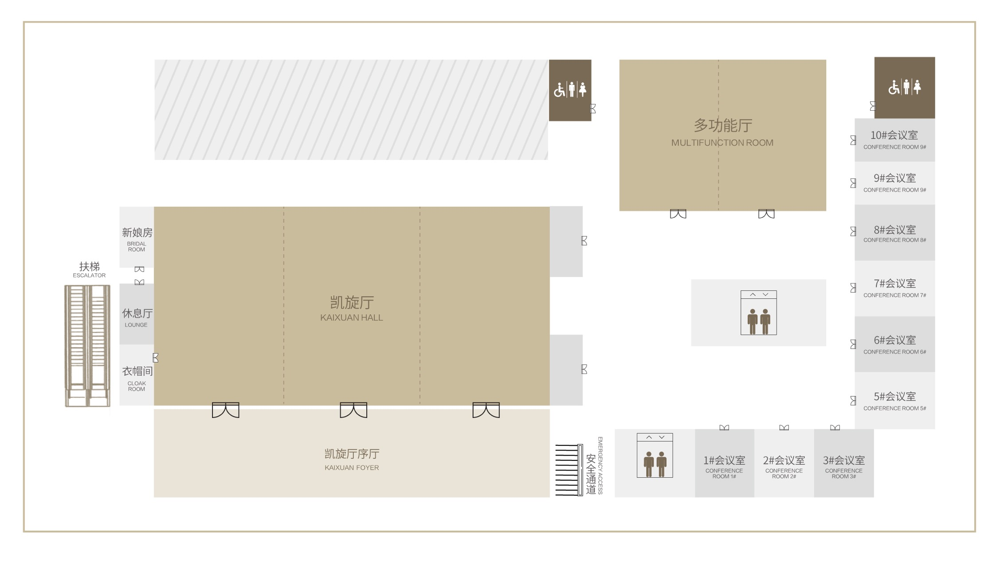 多功能厅
MULTIFUNCTION ROOM
10#会议室
CONFERENCE ROOM 9#
9#会议室
CONFERENCE ROOM 9#
8#会议室
CONFERENCE ROOM 8#
7#会议室
CONFERENCE ROOM 7#
6#会议室
CONFERENCE ROOM 6#
5#会议室
CONFERENCE ROOM 5#
新娘房
BRIDAL
ROOM
扶梯
ESCALATOR
休息厅
LOUNGE
衣帽间
CLOAK
ROOM
凯旋厅
KAIXUAN HALL
凯旋厅序厅
KAIXUAN FOYER
安全通道
EMERGENCY ACCESS
1#会议室
CONFERENCE
ROOM 1#
2#会议室
CONFERENCE
ROOM 2#
3#会议室
CONFERENCE
ROOM 3#